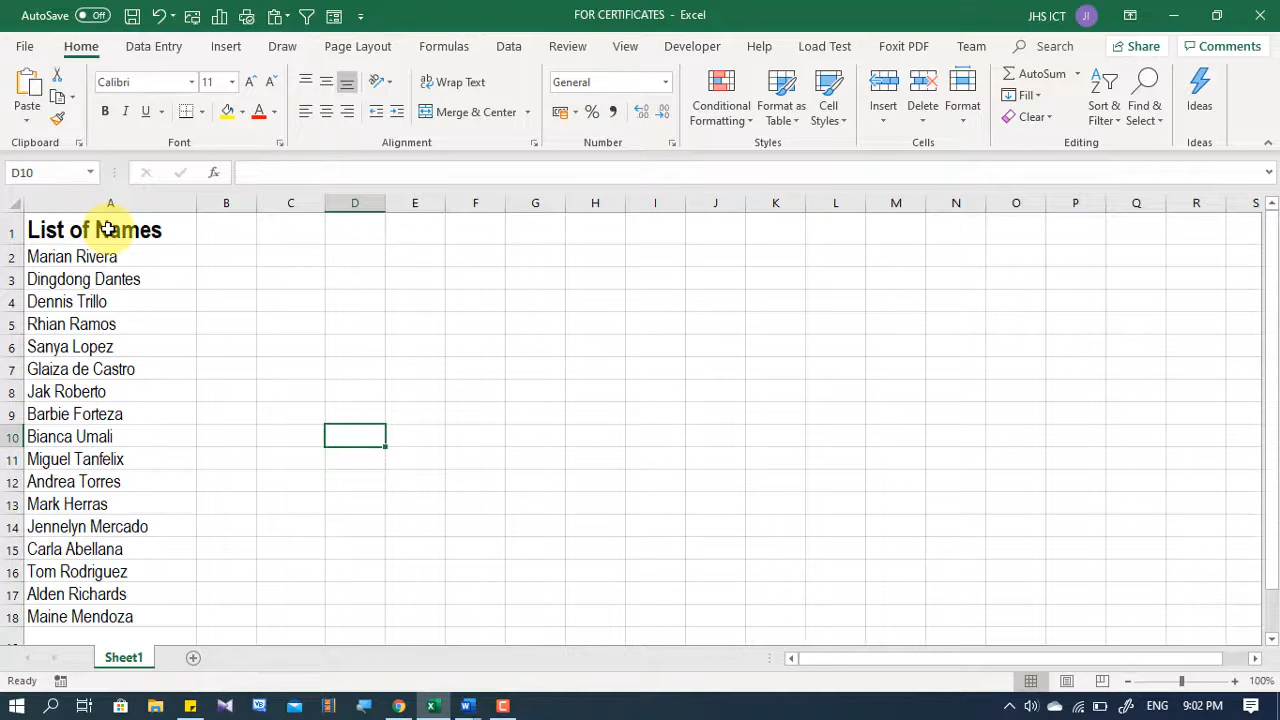 AutoSave Off FOR CERTIFICATES - Excel JHS ICT JI
File Home Data Entry Insert Draw Page Layout Formulas Data Review View Developer Help Load Test Foxit PDF Team Search Share Comments
Paste
Clipboard
Calibri 11
B I U
Font
Wrap Text
Merge & Center
Alignment
General
Number
Conditional Formatting
Format as Table
Cell Styles
Styles
Insert Delete Format
Cells
AutoSum
Fill
Clear
Sort & Filter
Find & Select
Editing
Ideas
Ideas
D10 fx
A B C D E F G H I J K L M N O P Q R S
1 List of Names
2 Marian Rivera
3 Dingdong Dantes
4 Dennis Trillo
5 Rhian Ramos
6 Sanya Lopez
7 Glaiza de Castro
8 Jak Roberto
9 Barbie Forteza
10 Bianca Umali
11 Miguel Tanfelix
12 Andrea Torres
13 Mark Herras
14 Jennelyn Mercado
15 Carla Abellana
16 Tom Rodriguez
17 Alden Richards
18 Maine Mendoza
Sheet1
Ready 100%
9:02 PM